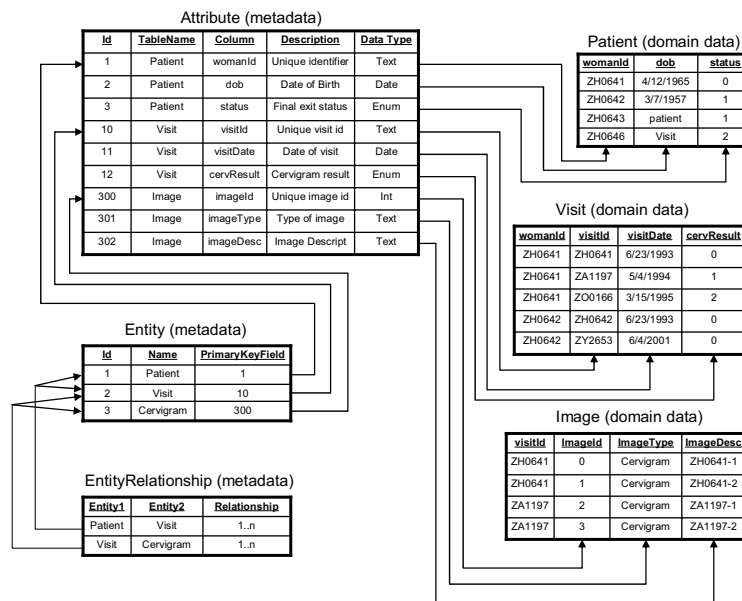 Attribute (metadata)
Id TableName Column Description Data Type
1 Patient womanId Unique identifier Text
2 Patient dob Date of Birth Date
3 Patient status Final exit status Enum
10 Visit visitId Unique visit id Text
11 Visit visitDate Date of visit Date
12 Visit cervResult Cervigram result Enum
300 Image imageId Unique image id Int
301 Image imageType Type of image Text
302 Image imageDesc Image Descript Text
Patient (domain data)
womanId dob status
ZH0641 4/12/1965 0
ZH0642 3/7/1957 1
ZH0643 patient 1
ZH0646 Visit 2
Visit (domain data)
womanId visitId visitDate cervResult
ZH0641 ZH0641 6/23/1993 0
ZH0641 ZA1197 5/4/1994 1
ZH0641 ZO0166 3/15/1995 2
ZH0642 ZH0642 6/23/1993 0
ZH0642 ZY2653 6/4/2001 0
Entity (metadata)
Id Name PrimaryKeyField
1 Patient 1
2 Visit 10
3 Cervigram 300
Image (domain data)
visitId ImageId ImageType ImageDesc
ZH0641 0 Cervigram ZH0641-1
ZH0641 1 Cervigram ZH0641-2
ZA1197 2 Cervigram ZA1197-1
ZA1197 3 Cervigram ZA1197-2
EntityRelationship (metadata)
Entity1 Entity2 Relationship
Patient Visit 1..n
Visit Cervigram 1..n